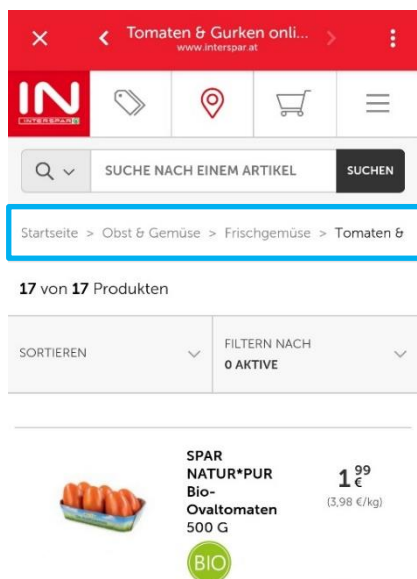 Tomaten & Gurken onli...
www.interspar.at
IN
INTERSPAR
SUCHE NACH EINEM ARTIKEL
SUCHEN
Startseite > Obst & Gemüse > Frischgemüse > Tomaten &
17 von 17 Produkten
SORTIEREN
FILTERN NACH
0 AKTIVE
SPAR
NATUR*PUR
Bio-
Ovaltomaten
500 G
BIO
1 99 €
(3,98 €/kg)